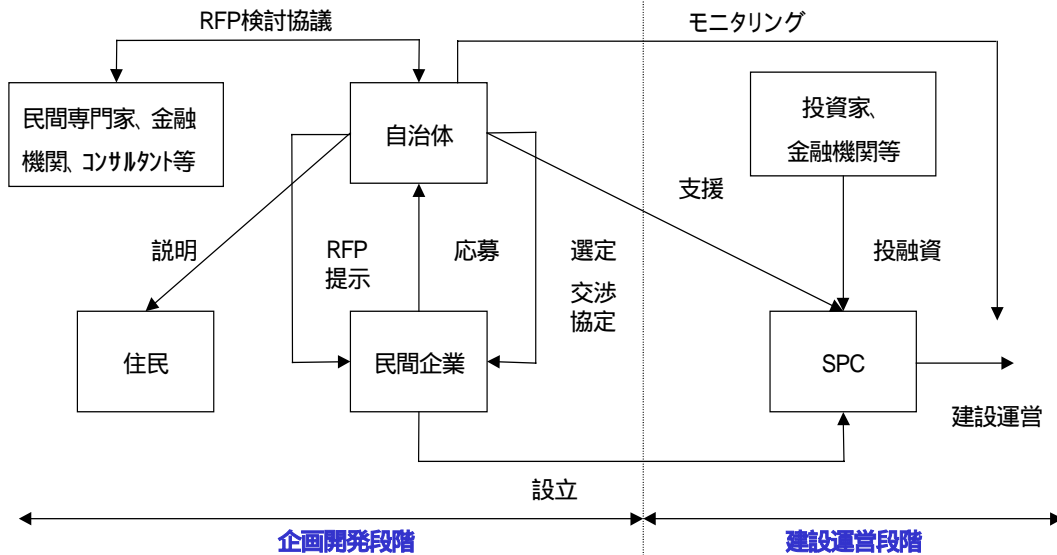 RFP検討協議
モニタリング
民間専門家、金融
機関、コンサルタント等
自治体
投資家、
金融機関等
支援
説明
RFP
提示
応募
選定
交渉
協定
投融資
住民
民間企業
SPC
建設運営
設立
企画開発段階
建設運営段階